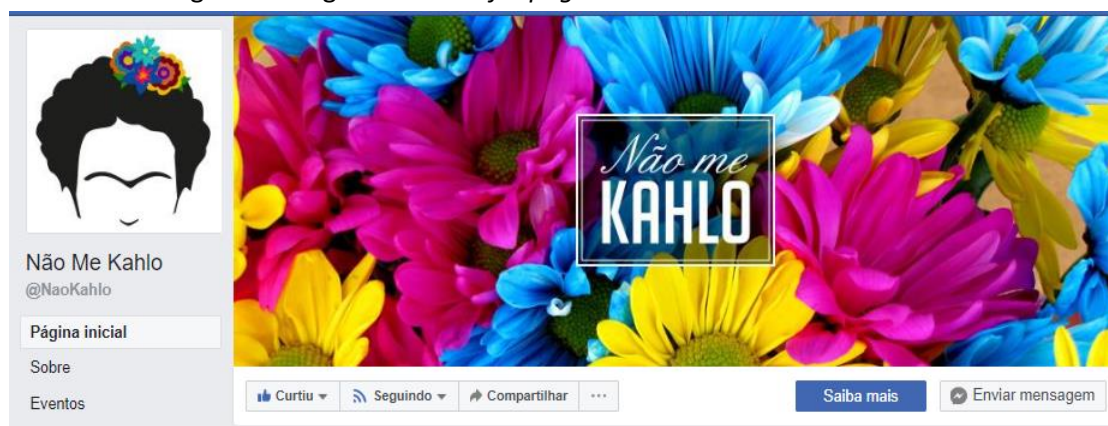 Não me
KAHLO
Não Me Kahlo
@NaoKahlo
Página inicial
Sobre
Eventos
Curtiu
Seguindo
Compartilhar
Saiba mais
Enviar mensagem